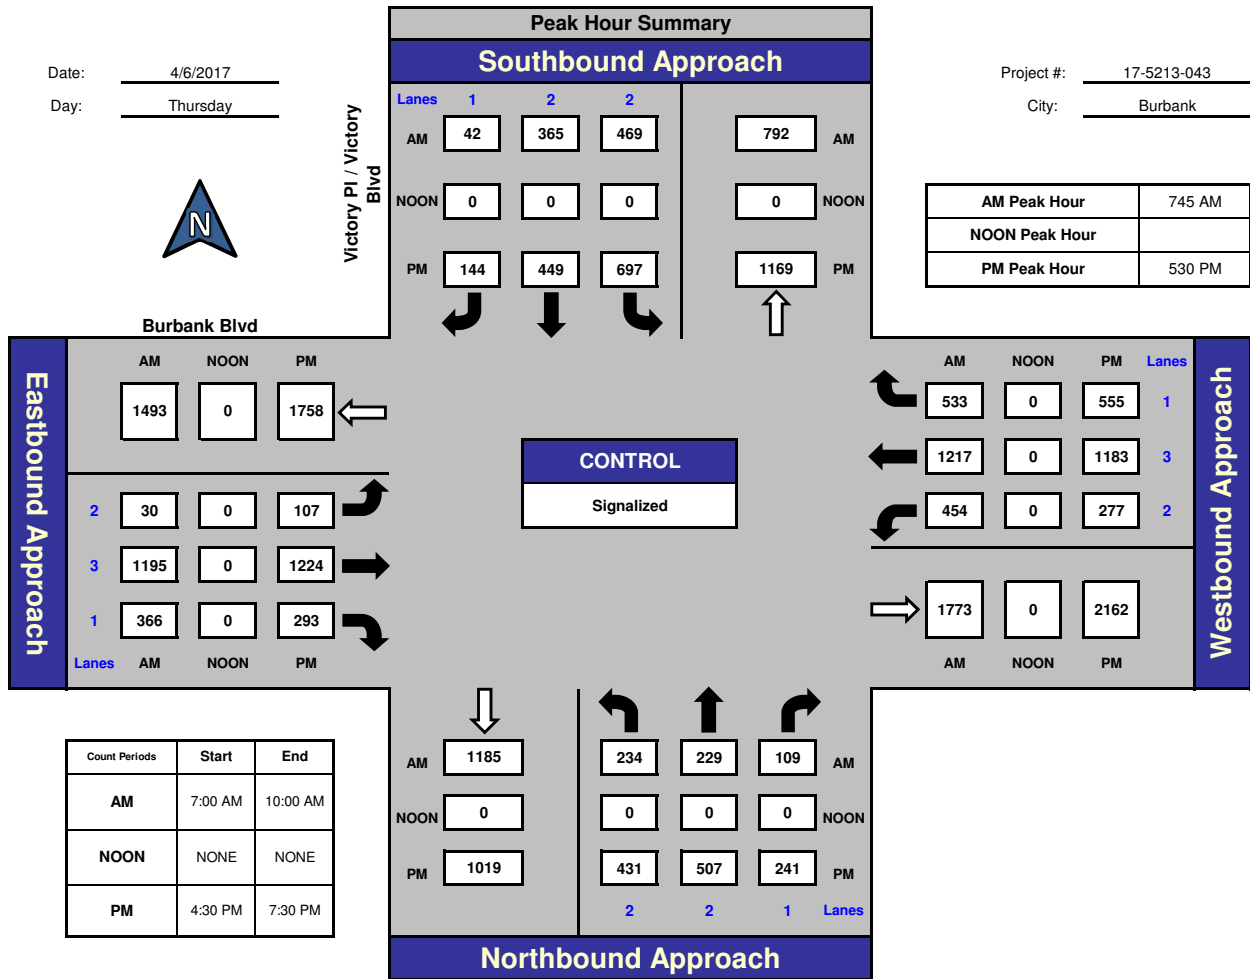 Peak Hour Summary
Southbound Approach
Date: 4/6/2017
Day: Thursday
Project #: 17-5213-043
City: Burbank
N
Victory Pl / Victory
Blvd
Lanes 1 2 2
AM 42 365 469 792 AM
NOON 0 0 0 0 NOON
PM 144 449 697 1169 PM
AM Peak Hour 745 AM
NOON Peak Hour
PM Peak Hour 530 PM
Burbank Blvd
Eastbound Approach
AM NOON PM
1493 0 1758
2 30 0 107
3 1195 0 1224
1 366 0 293
Lanes AM NOON PM
CONTROL
Signalized
AM NOON PM Lanes
533 0 555 1
1217 0 1183 3
454 0 277 2
1773 0 2162
AM NOON PM
Westbound Approach
Count Periods Start End
AM 7:00 AM 10:00 AM
NOON NONE NONE
PM 4:30 PM 7:30 PM
AM 1185 234 229 109 AM
NOON 0 0 0 0 NOON
PM 1019 431 507 241 PM
2 2 1 Lanes
Northbound Approach